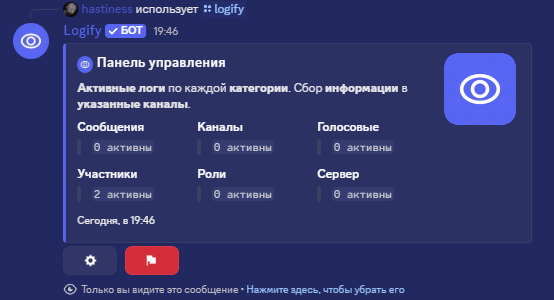 hastiness использует logify
Logify БОТ 19:46
Панель управления
Активные логи по каждой категории. Сбор информации в
указанные каналы.
Сообщения Каналы Голосовые
0 активны 0 активны 0 активны
Участники Роли Сервер
2 активны 0 активны 0 активны
Сегодня, в 19:46
Только вы видите это сообщение • Нажмите здесь, чтобы убрать его